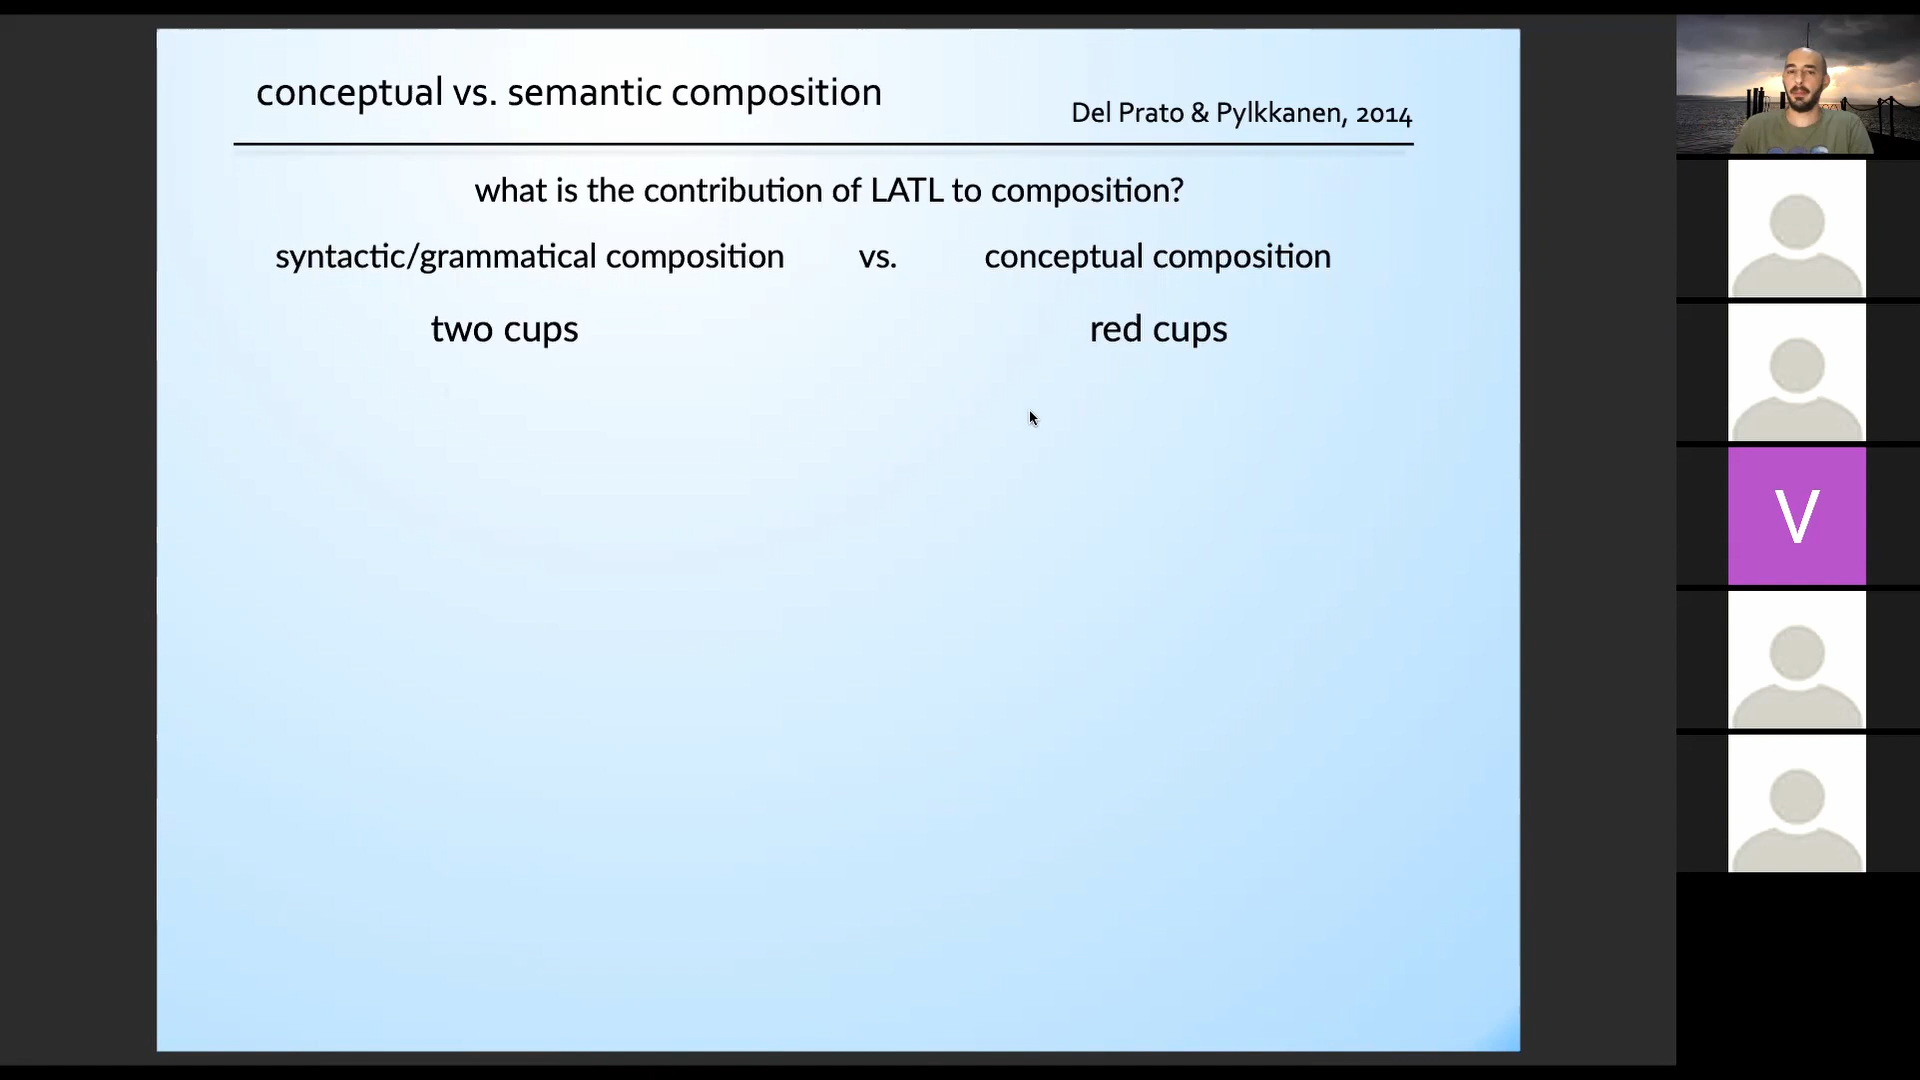 conceptual vs. semantic composition
Del Prato & Pylkkanen, 2014
what is the contribution of LATL to composition?
syntactic/grammatical composition vs. conceptual composition
two cups red cups
V